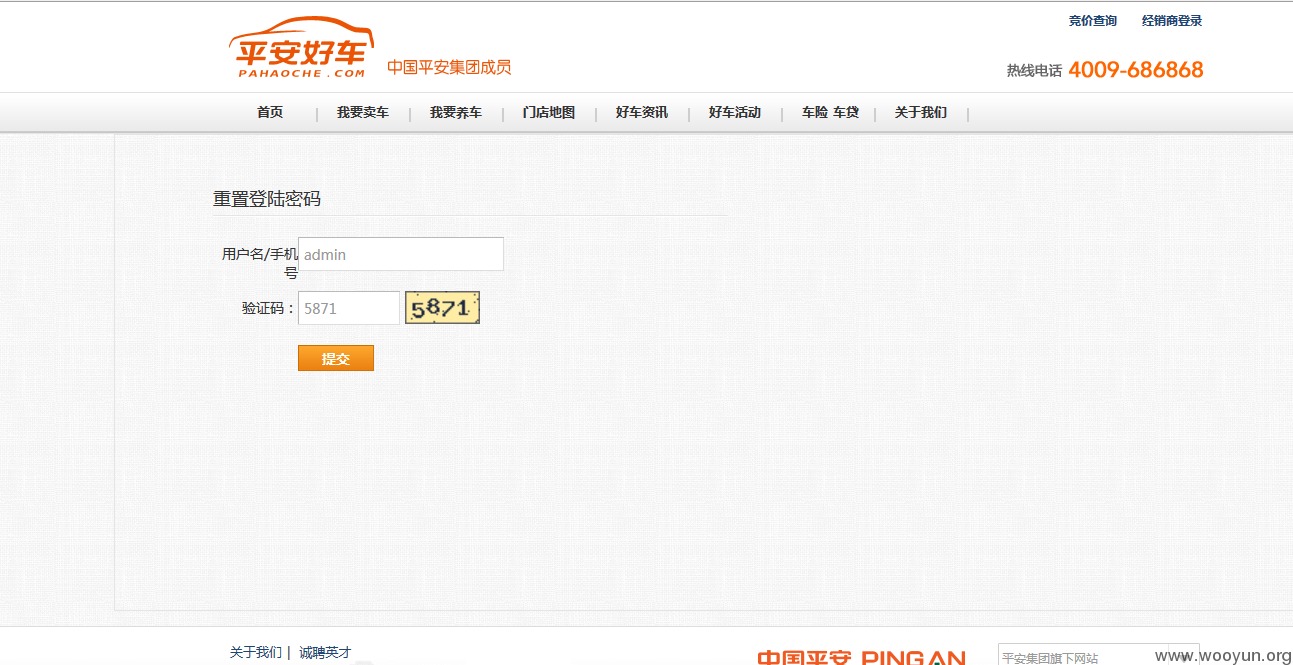 竞价查询 经销商登录
平安好车
PAHAOCHE.COM
中国平安集团成员
热线电话 4009-686868
首页 | 我要卖车 | 我要养车 | 门店地图 | 好车资讯 | 好车活动 | 车险 车贷 | 关于我们 |
重置登陆密码
用户名/手机
号
admin
验证码：
5871
5871
提交
关于我们 | 诚聘英才
中国平安 PINGAN
平安集团旗下网站
www.wooyun.org